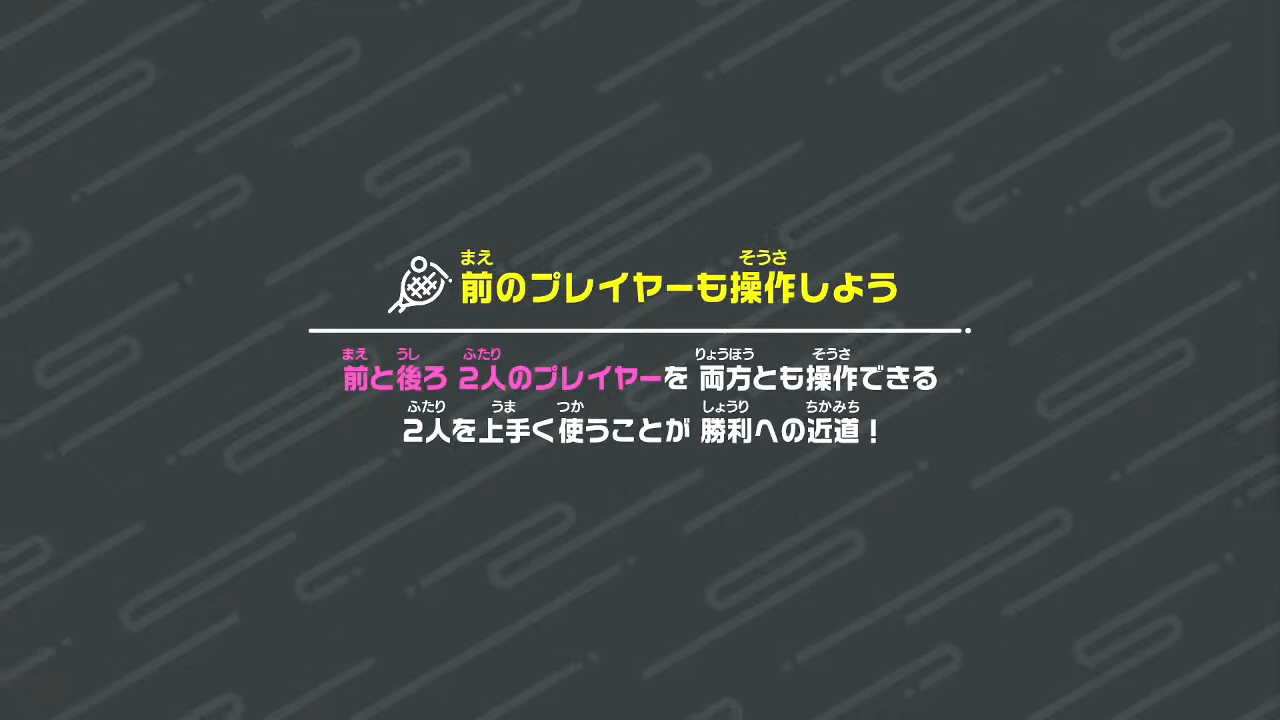 前のプレイヤーも操作しよう
前と後ろ 2人のプレイヤーを 両方とも操作できる
2人を上手く使うことが 勝利への近道！